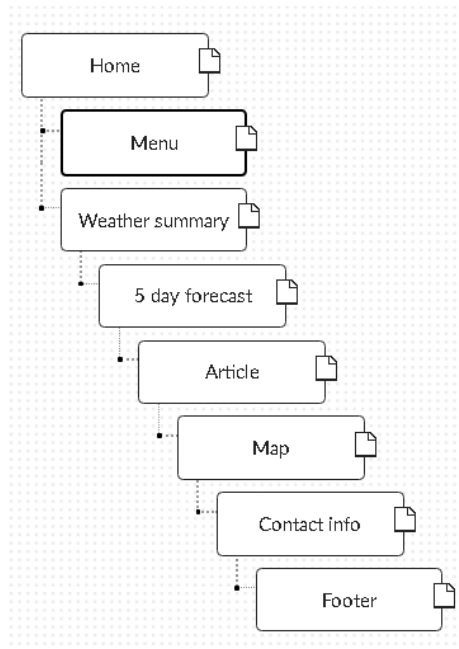 Home
Menu
Weather summary
5 day forecast
Article
Map
Contact info
Footer